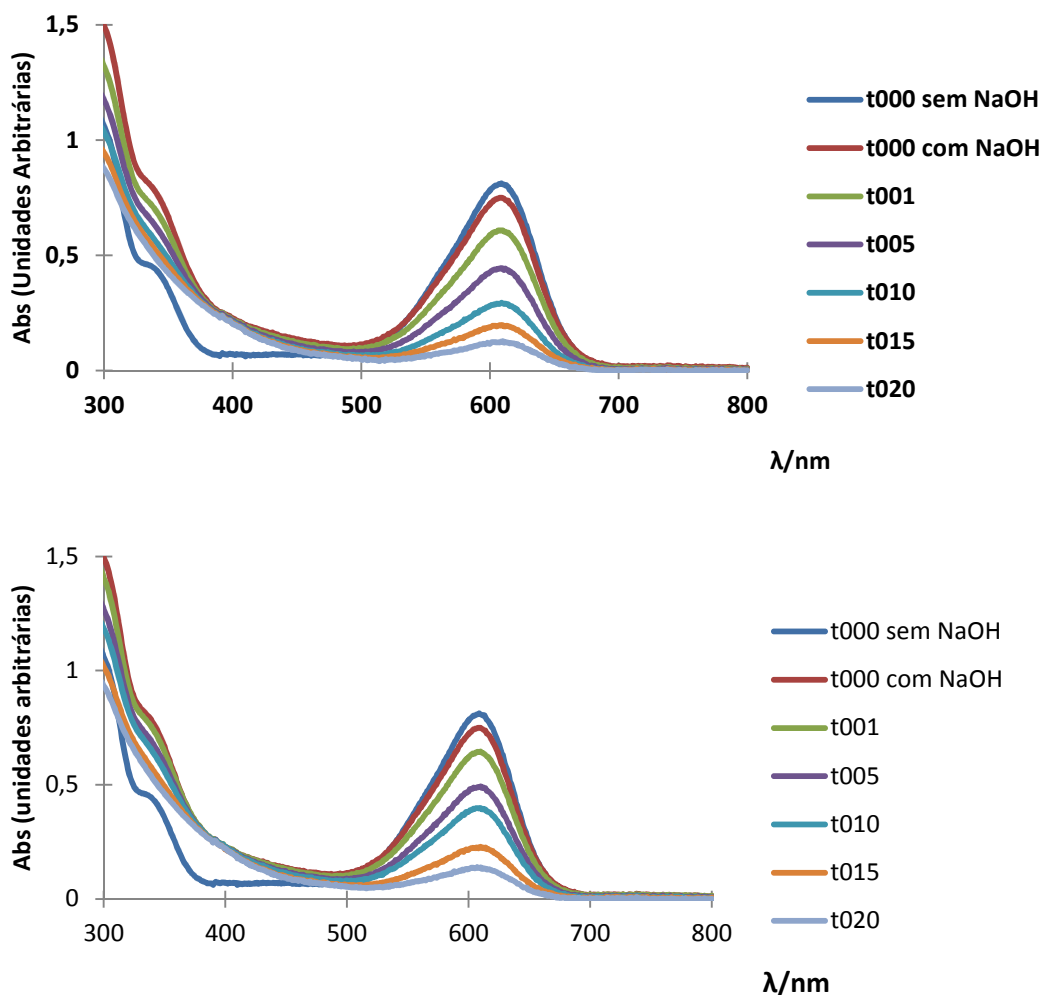 Abs (Unidades Arbitrárias)
1,5
1
0,5
0
300 400 500 600 700 800
λ/nm
t000 sem NaOH
t000 com NaOH
t001
t005
t010
t015
t020
Abs (unidades arbitrárias)
1,5
1
0,5
0
300 400 500 600 700 800
λ/nm
t000 sem NaOH
t000 com NaOH
t001
t005
t010
t015
t020